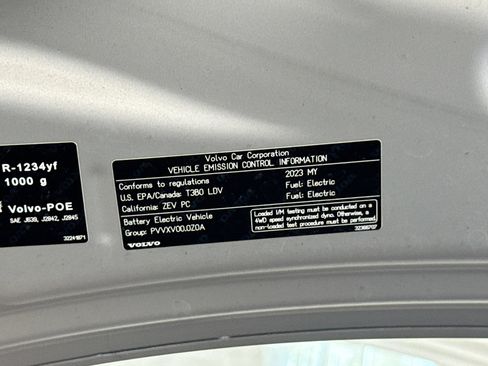 R-1234yf
1000 g
Volvo-POE
SAE J639, J2842, J2845
32241871
Volvo Car Corporation
VEHICLE EMISSION CONTROL INFORMATION
Conforms to regulations 2023 MY
U.S. EPA/Canada: T3B0 LDV Fuel: Electric
California: ZEV PC Fuel: Electric
Battery Electric Vehicle
Group: PVVXV00.0Z0A
Loaded I/M testing must be conducted on a
4WD speed synchronized dyno. Otherwise, a
non-loaded test procedure must be performed.
VOLVO
32366707